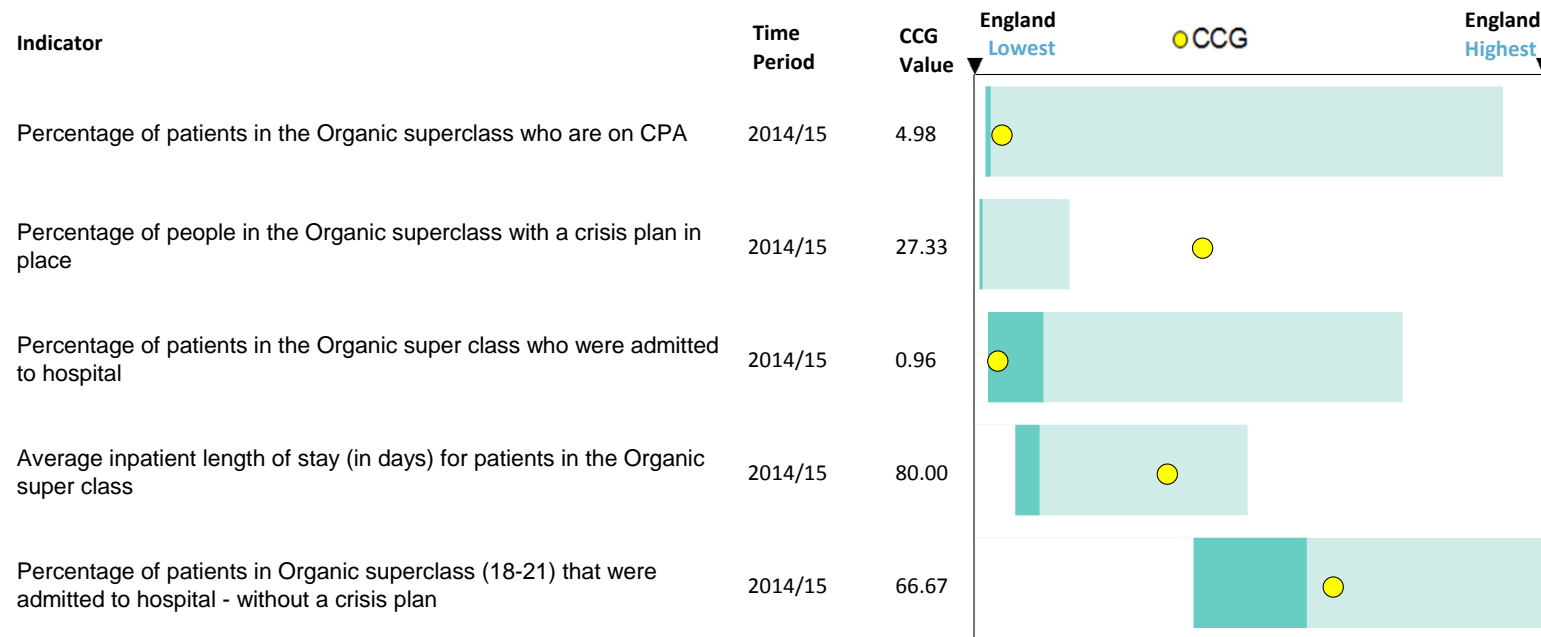 Indicator
Time
Period
CCG
Value
England
Lowest
CCG
England
Highest
Percentage of patients in the Organic superclass who are on CPA 2014/15 4.98
Percentage of people in the Organic superclass with a crisis plan in
place
2014/15 27.33
Percentage of patients in the Organic super class who were admitted
to hospital
2014/15 0.96
Average inpatient length of stay (in days) for patients in the Organic
super class
2014/15 80.00
Percentage of patients in Organic superclass (18-21) that were
admitted to hospital - without a crisis plan
2014/15 66.67